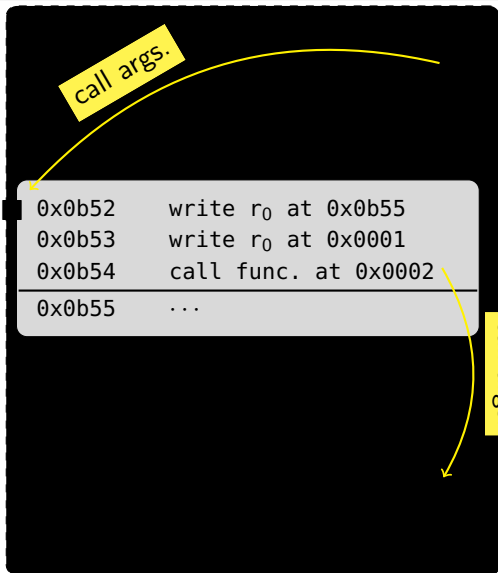 call args.
0x0b52 write r₀ at 0x0b55
0x0b53 write r₀ at 0x0001
0x0b54 call func. at 0x0002
0x0b55 ···